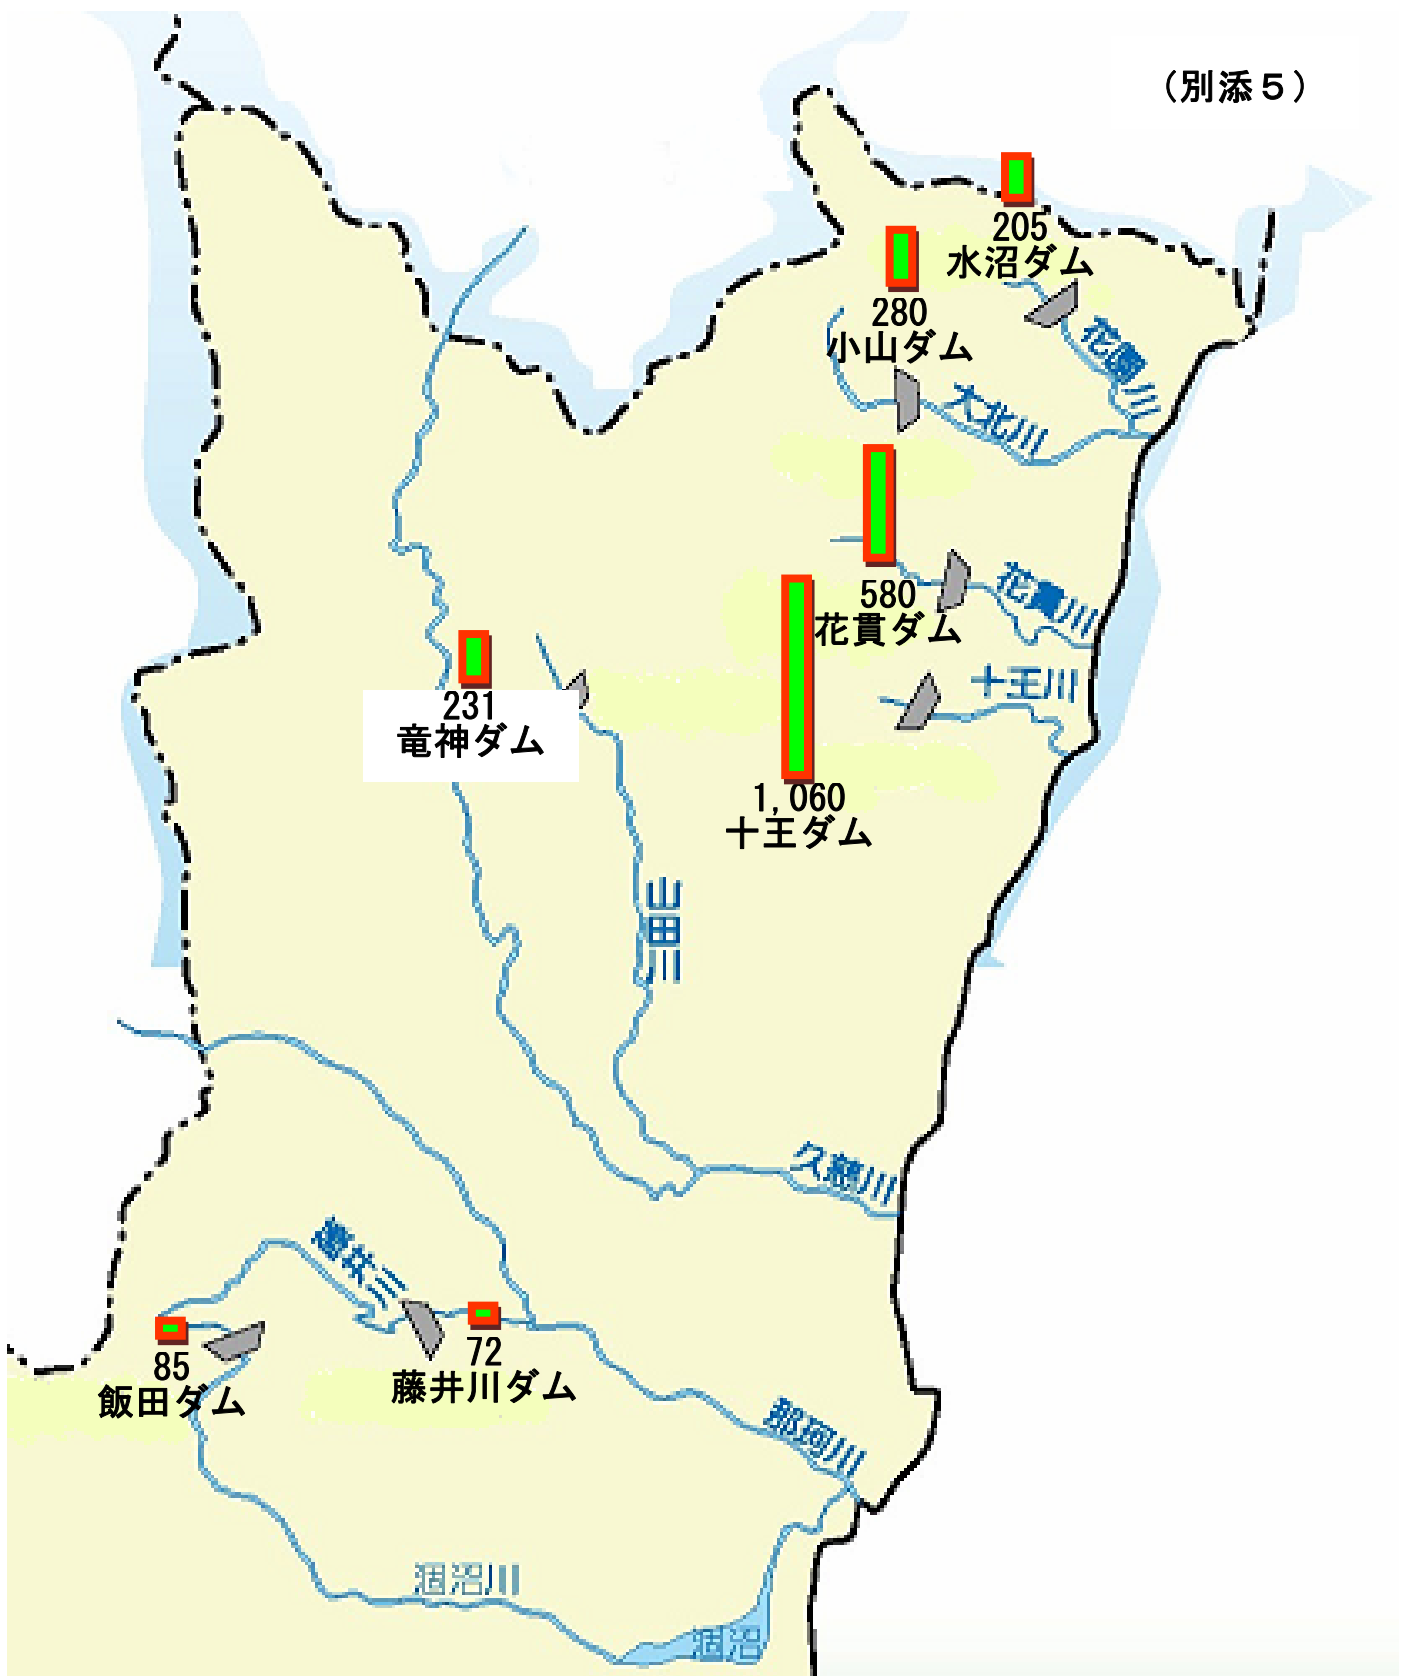 （別添５）
205
水沼ダム
280
小山ダム
花園川
大北川
580
花貫ダム
花貫川
十王川
231
竜神ダム
1,060
十王ダム
山田川
久慈川
藤井川
85
飯田ダム
72
藤井川ダム
那珂川
涸沼川
涸沼